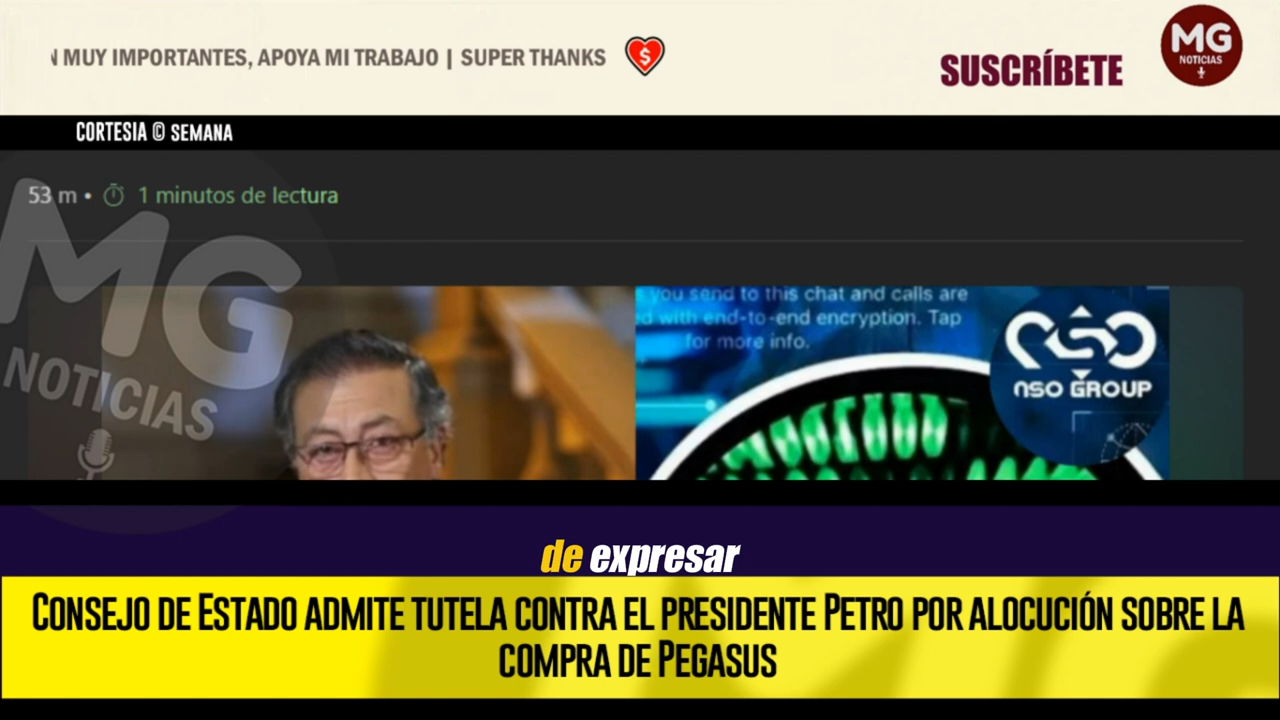 N MUY IMPORTANTES, APOYA MI TRABAJO | SUPER THANKS
$
SUSCRÍBETE
MG
NOTICIAS
CORTESIA © SEMANA
53 m • 1 minutos de lectura
MG
NOTICIAS
you send to this chat and calls are
d with end-to-end encryption. Tap
for more info.
NSO
NSO GROUP
de expresar
CONSEJO DE ESTADO ADMITE TUTELA CONTRA EL PRESIDENTE PETRO POR ALOCUCIÓN SOBRE LA
COMPRA DE PEGASUS